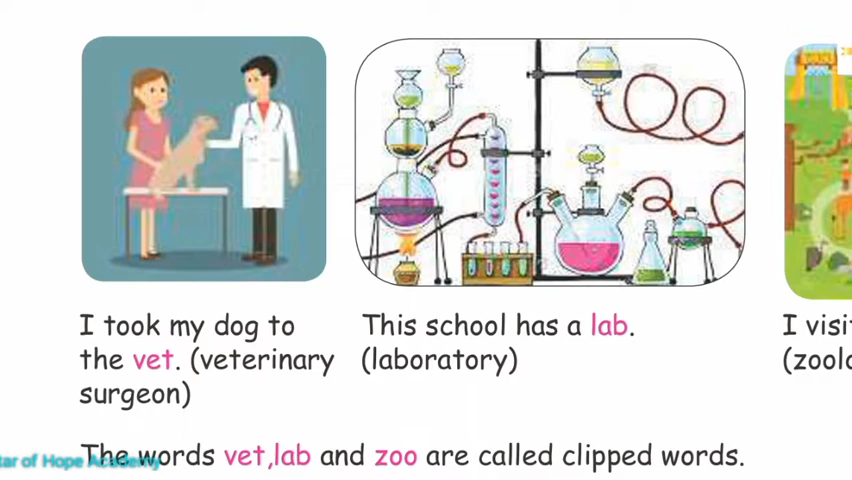 I took my dog to
the vet. (veterinary
surgeon)
This school has a lab.
(laboratory)
I
The words vet,lab and zoo are called clipped words.
of Hope Academy